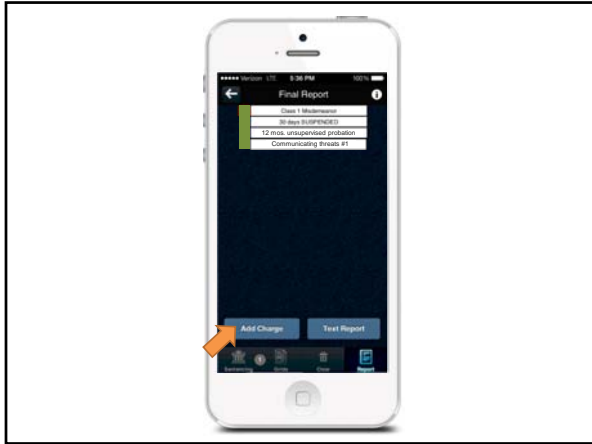 Verizon LTE 5:36 PM 100%
Final Report
Class 1 Misdemeanor
30 days SUSPENDED
12 mos. unsupervised probation
Communicating threats #1
Add Charge Text Report
Sentencing Clear Report